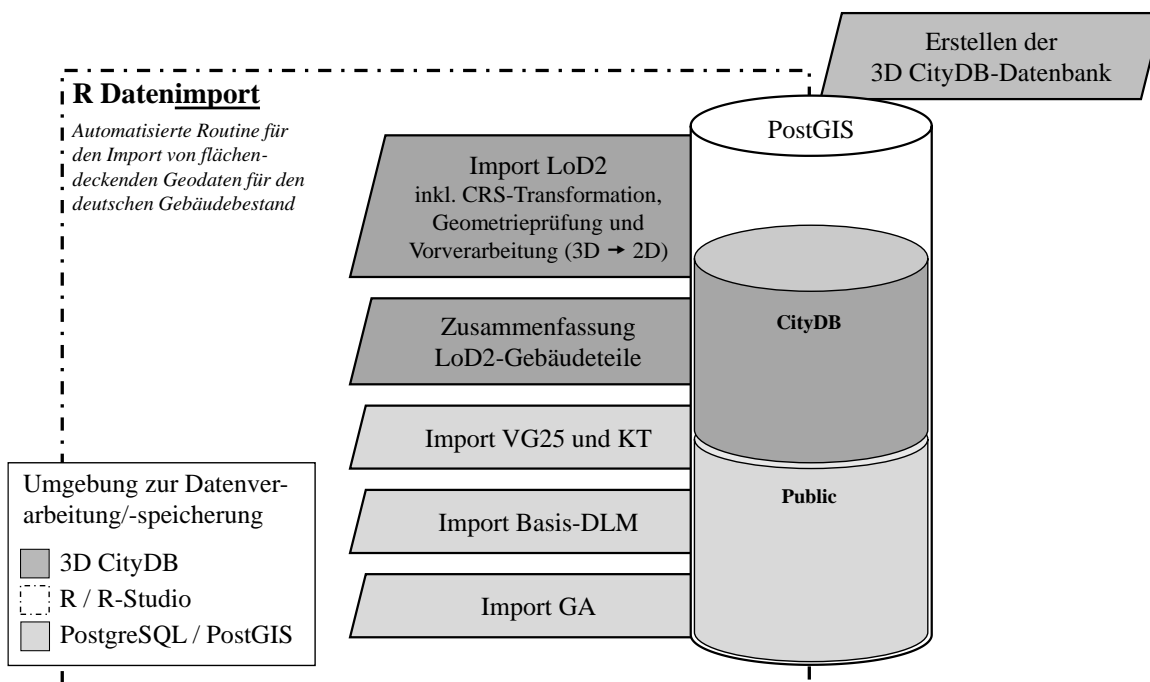 Erstellen der
3D CityDB-Datenbank
R Datenimport
Automatisierte Routine für
den Import von flächen-
deckenden Geodaten für den
deutschen Gebäudebestand
PostGIS
Import LoD2
inkl. CRS-Transformation,
Geometrieprüfung und
Vorverarbeitung (3D → 2D)
CityDB
Zusammenfassung
LoD2-Gebäudeteile
Import VG25 und KT
Public
Import Basis-DLM
Import GA
Umgebung zur Datenver-
arbeitung/-speicherung
3D CityDB
R / R-Studio
PostgreSQL / PostGIS